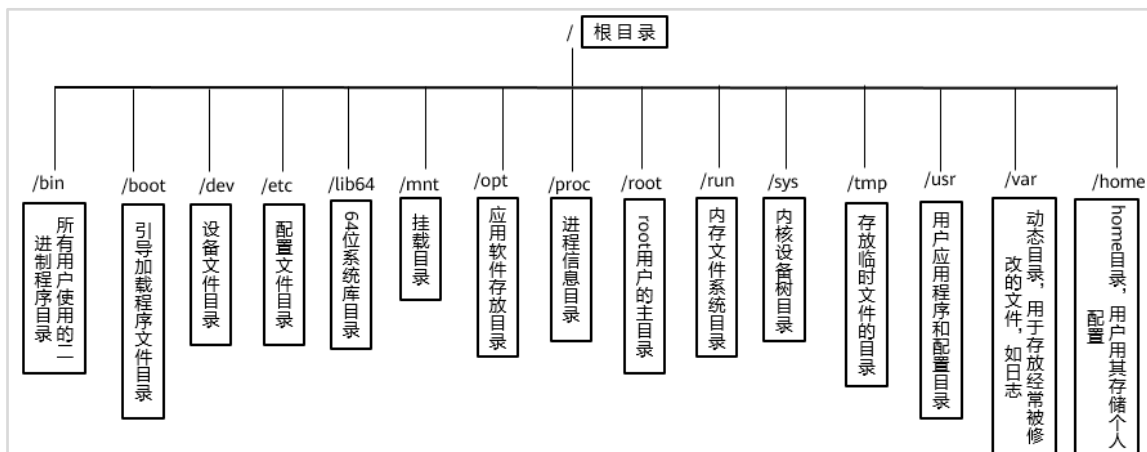 / 根目录
/bin
所有用户使用的二
进制程序目录
/boot
引导加载程序文件目录
/dev
设备文件目录
/etc
配置文件目录
/lib64
64位系统库目录
/mnt
挂载目录
/opt
应用软件存放目录
/proc
进程信息目录
/root
root用户的主目录
/run
内存文件系统目录
/sys
内核设备树目录
/tmp
存放临时文件的目录
/usr
用户应用程序和配置目录
/var
动态目录，用于存放经常被修
改的文件，如日志
/home
home目录，用户用其存储个人
配置